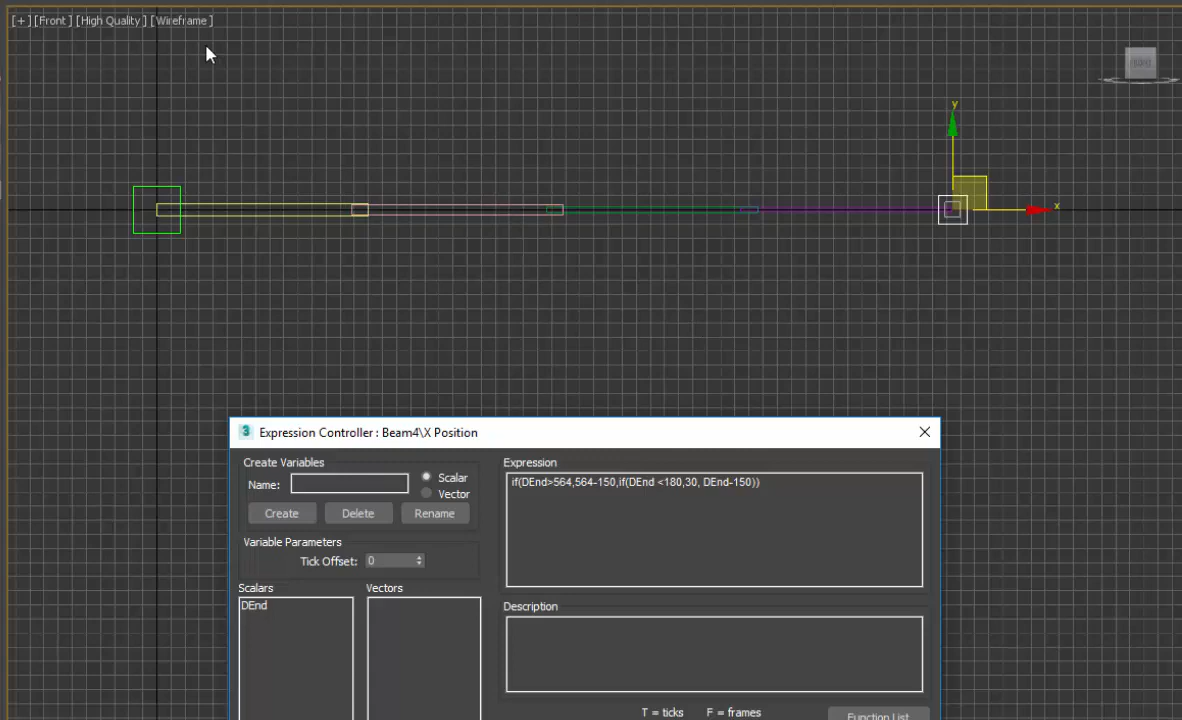 [+] [Front ] [High Quality ] [Wireframe ]
y
x
3
Expression Controller : Beam4\X Position
Create Variables
Name:
Scalar
Vector
Create
Delete
Rename
Variable Parameters
Tick Offset: 0
Scalars
Vectors
DEnd
Expression
if(DEnd>564,564-150,if(DEnd <180,30, DEnd-150))
Description
T = ticks F = frames
Function List